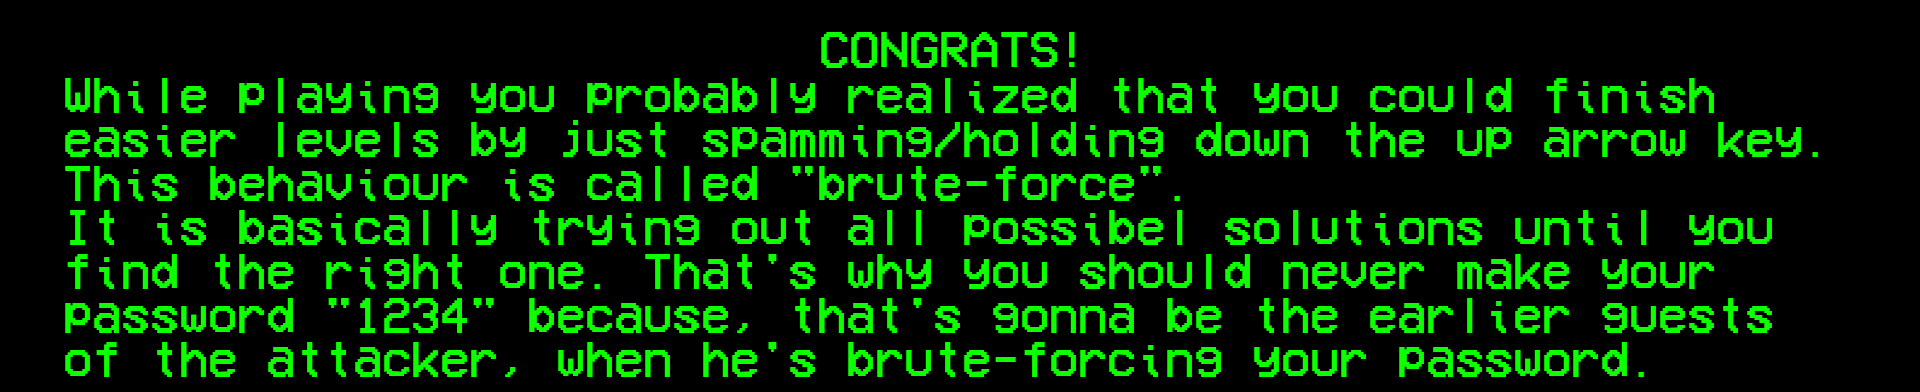 CONGRATS!
While playing you probably realized that you could finish
easier levels by just spamming/holding down the up arrow key.
This behaviour is called "brute-force".
It is basically trying out all possibel solutions until you
find the right one. That's why you should never make your
password "1234" because, that's gonna be the earlier guests
of the attacker, when he's brute-forcing your password.